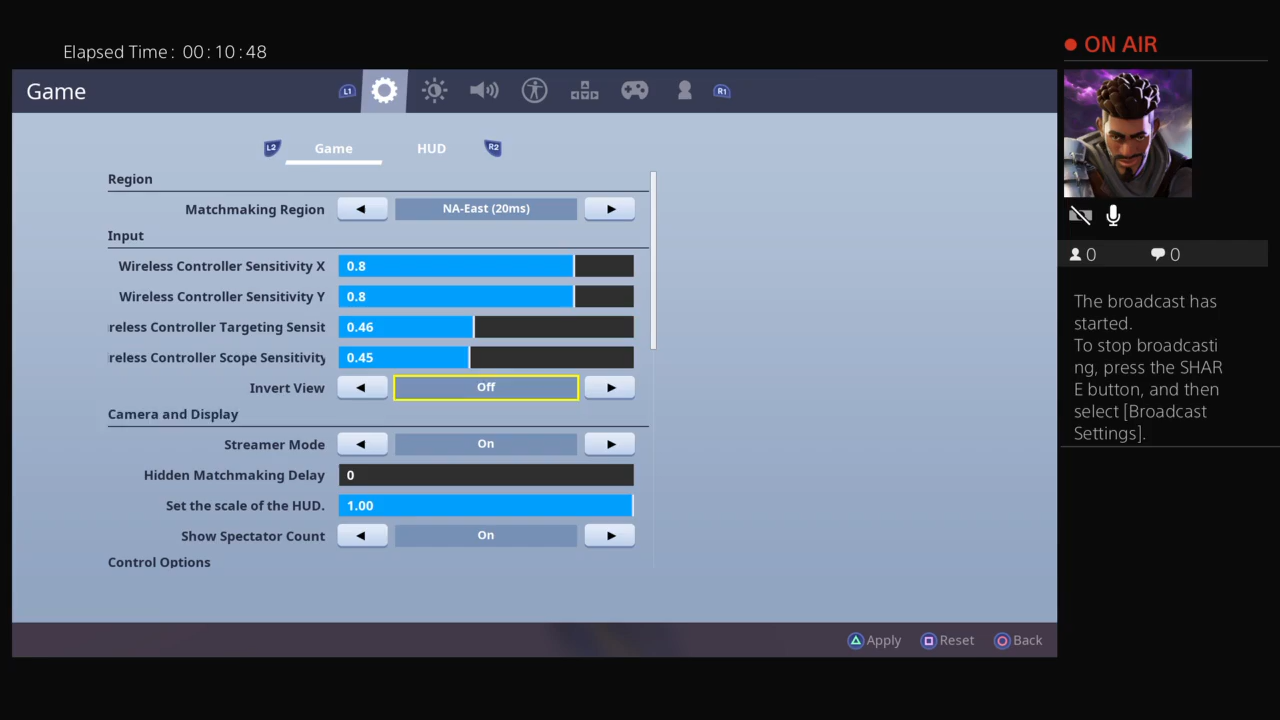 Elapsed Time: 00:10:48
ON AIR
Game
L1
R1
L2
Game
HUD
R2
Region
Matchmaking Region
NA-East (20ms)
Input
Wireless Controller Sensitivity X
0.8
Wireless Controller Sensitivity Y
0.8
reless Controller Targeting Sensit
0.46
reless Controller Scope Sensitivity
0.45
Invert View
Off
Camera and Display
Streamer Mode
On
Hidden Matchmaking Delay
0
Set the scale of the HUD.
1.00
Show Spectator Count
On
Control Options
Apply
Reset
Back
0
0
The broadcast has
started.
To stop broadcasti
ng, press the SHAR
E button, and then
select [Broadcast
Settings].